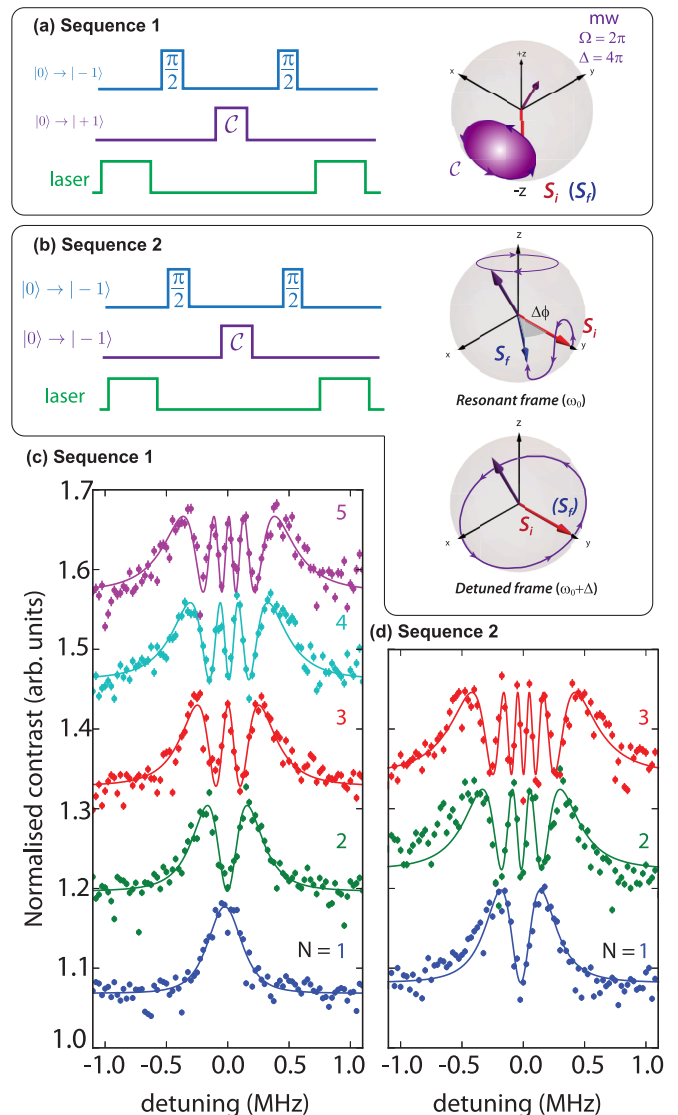 (a) Sequence 1
|0⟩ → |−1⟩
π/2 π/2
|0⟩ → |+1⟩
C
laser
mw
Ω = 2π
Δ = 4π
+z
x y
C
-z
S_i (S_f)
(b) Sequence 2
|0⟩ → |−1⟩
π/2 π/2
|0⟩ → |−1⟩
C
laser
z
Δϕ
S_i
S_f
x y
Resonant frame (ω₀)
z
(S_f)
S_i
x y
Detuned frame (ω₀+Δ)
(c) Sequence 1
Normalised contrast (arb. units)
1.7
1.6
1.5
1.4
1.3
1.2
1.1
1.0
5
4
3
2
N = 1
-1.0 -0.5 0.0 0.5 1.0
detuning (MHz)
(d) Sequence 2
3
2
N = 1
-1.0 -0.5 0.0 0.5 1.0
detuning (MHz)